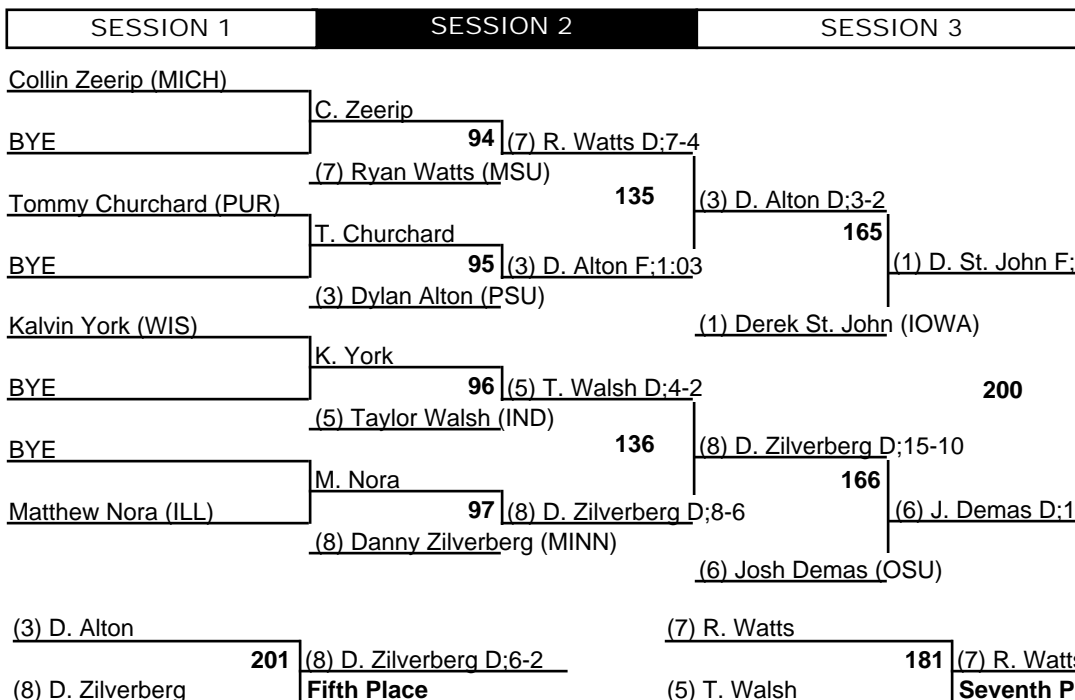 SESSION 1 SESSION 2 SESSION 3
Collin Zeerip (MICH)
C. Zeerip
BYE 94 (7) R. Watts D;7-4
(7) Ryan Watts (MSU)
135
Tommy Churchard (PUR) (3) D. Alton D;3-2
T. Churchard 165
BYE 95 (3) D. Alton F;1:03 (1) D. St. John F;
(3) Dylan Alton (PSU)
Kalvin York (WIS) (1) Derek St. John (IOWA)
K. York
BYE 96 (5) T. Walsh D;4-2 200
(5) Taylor Walsh (IND)
BYE 136 (8) D. Zilverberg D;15-10
M. Nora 166
Matthew Nora (ILL) 97 (8) D. Zilverberg D;8-6 (6) J. Demas D;1
(8) Danny Zilverberg (MINN)
(6) Josh Demas (OSU)
(3) D. Alton (7) R. Watts
201 (8) D. Zilverberg D;6-2 181 (7) R. Watts
(8) D. Zilverberg Fifth Place (5) T. Walsh Seventh P